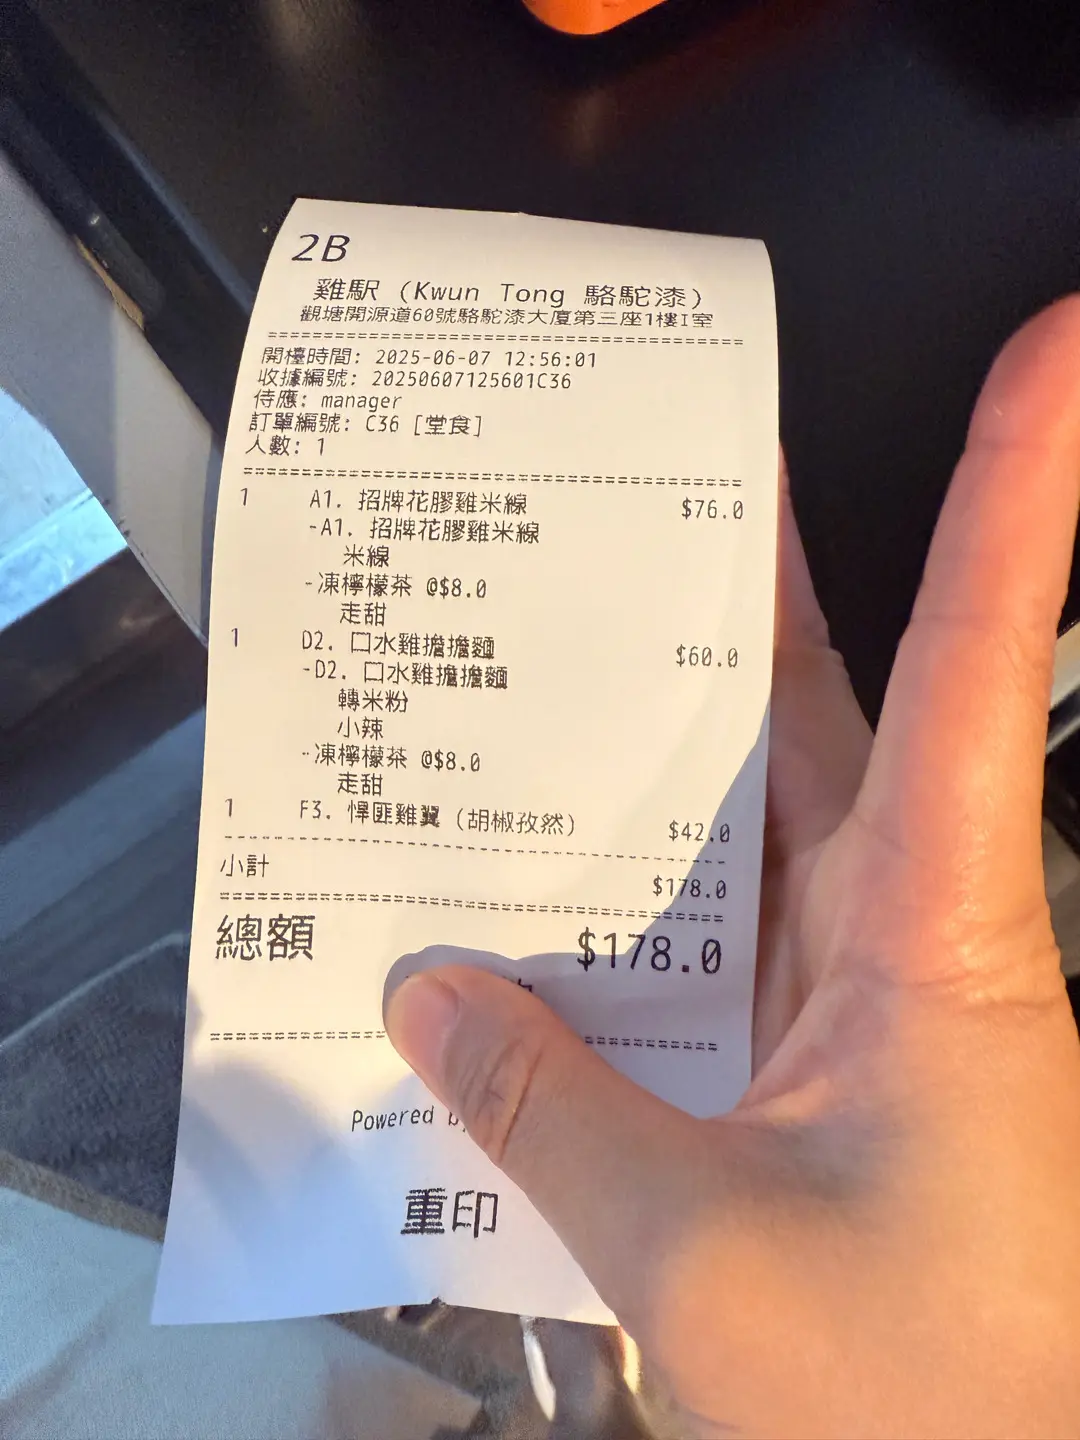 2B
雞駅 (Kwun Tong 駱駝漆)
觀塘開源道60號駱駝漆大廈第三座1樓I室
開檯時間: 2025-06-07 12:56:01
收據編號: 20250607125601C36
侍應: manager
訂單編號: C36 [堂食]
人數: 1
1 A1. 招牌花膠雞米線 $76.0
-A1. 招牌花膠雞米線
米線
-凍檸檬茶 @$8.0
走甜
1 D2. 口水雞擔擔麵 $60.0
-D2. 口水雞擔擔麵
轉米粉
小辣
-凍檸檬茶 @$8.0
走甜
1 F3. 悍匪雞翼 (胡椒孜然) $42.0
小計 $178.0
總額 $178.0
Powered
重印